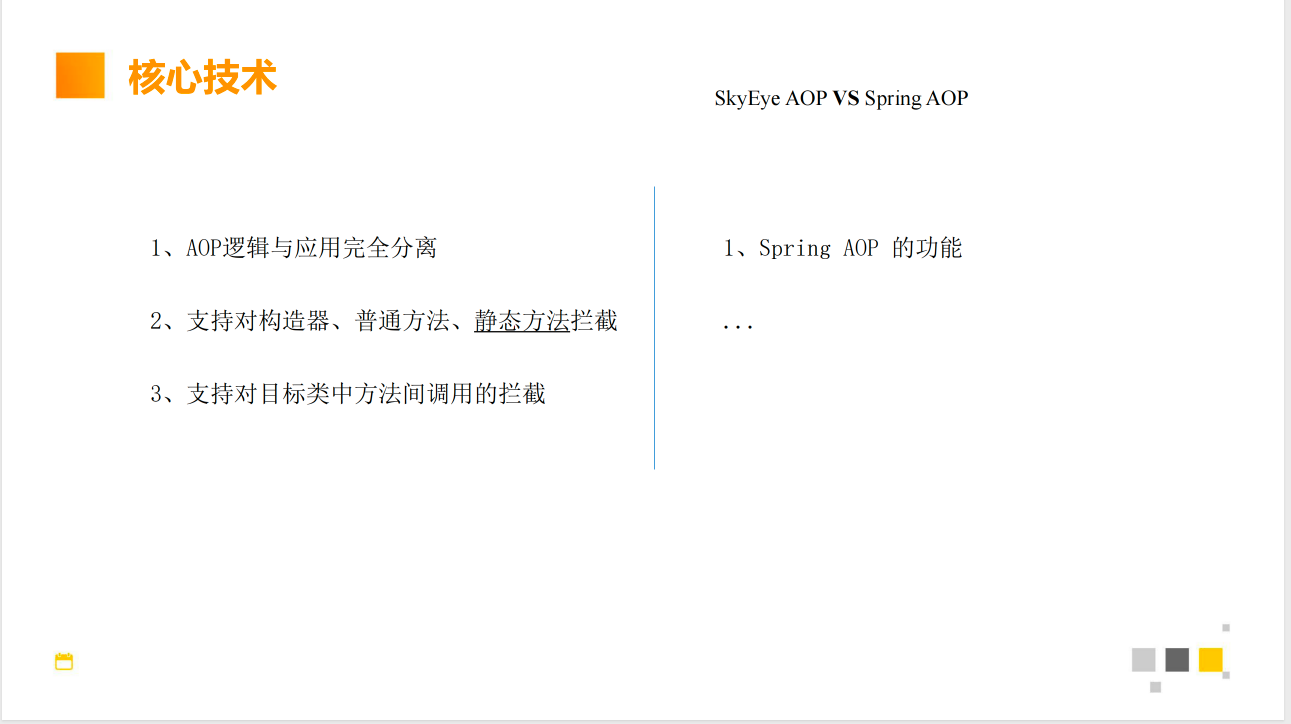 核心技术
SkyEye AOP VS Spring AOP
1、AOP逻辑与应用完全分离
2、支持对构造器、普通方法、静态方法拦截
3、支持对目标类中方法间调用的拦截
1、Spring AOP 的功能
...